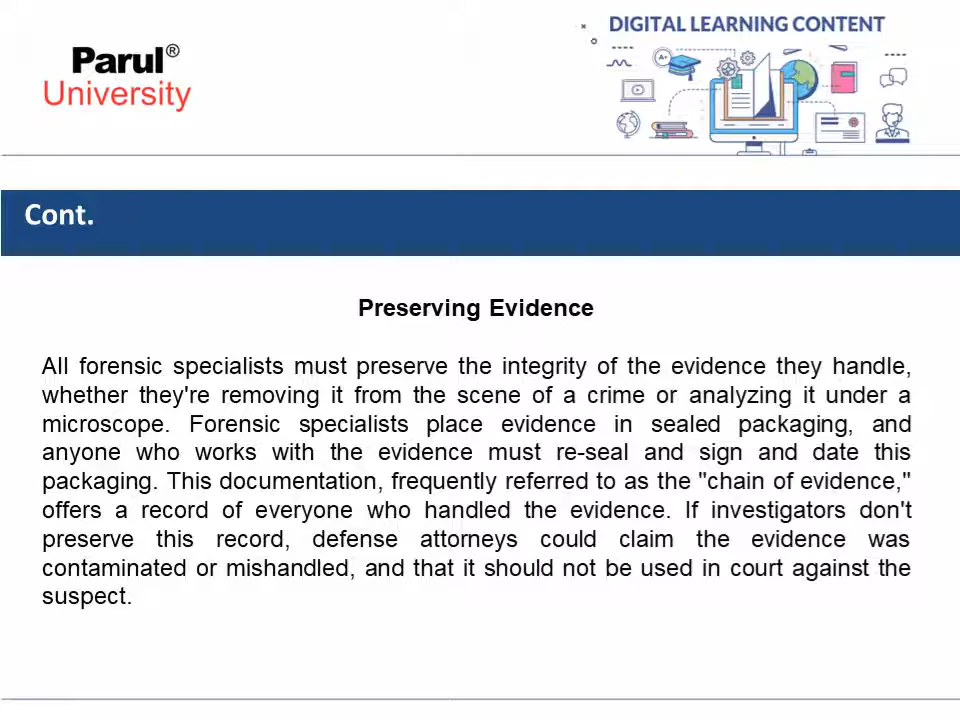 DIGITAL LEARNING CONTENT
Parul®
University
A+
Cont.
Preserving Evidence
All forensic specialists must preserve the integrity of the evidence they handle,
whether they're removing it from the scene of a crime or analyzing it under a
microscope. Forensic specialists place evidence in sealed packaging, and
anyone who works with the evidence must re-seal and sign and date this
packaging. This documentation, frequently referred to as the "chain of evidence,"
offers a record of everyone who handled the evidence. If investigators don't
preserve this record, defense attorneys could claim the evidence was
contaminated or mishandled, and that it should not be used in court against the
suspect.